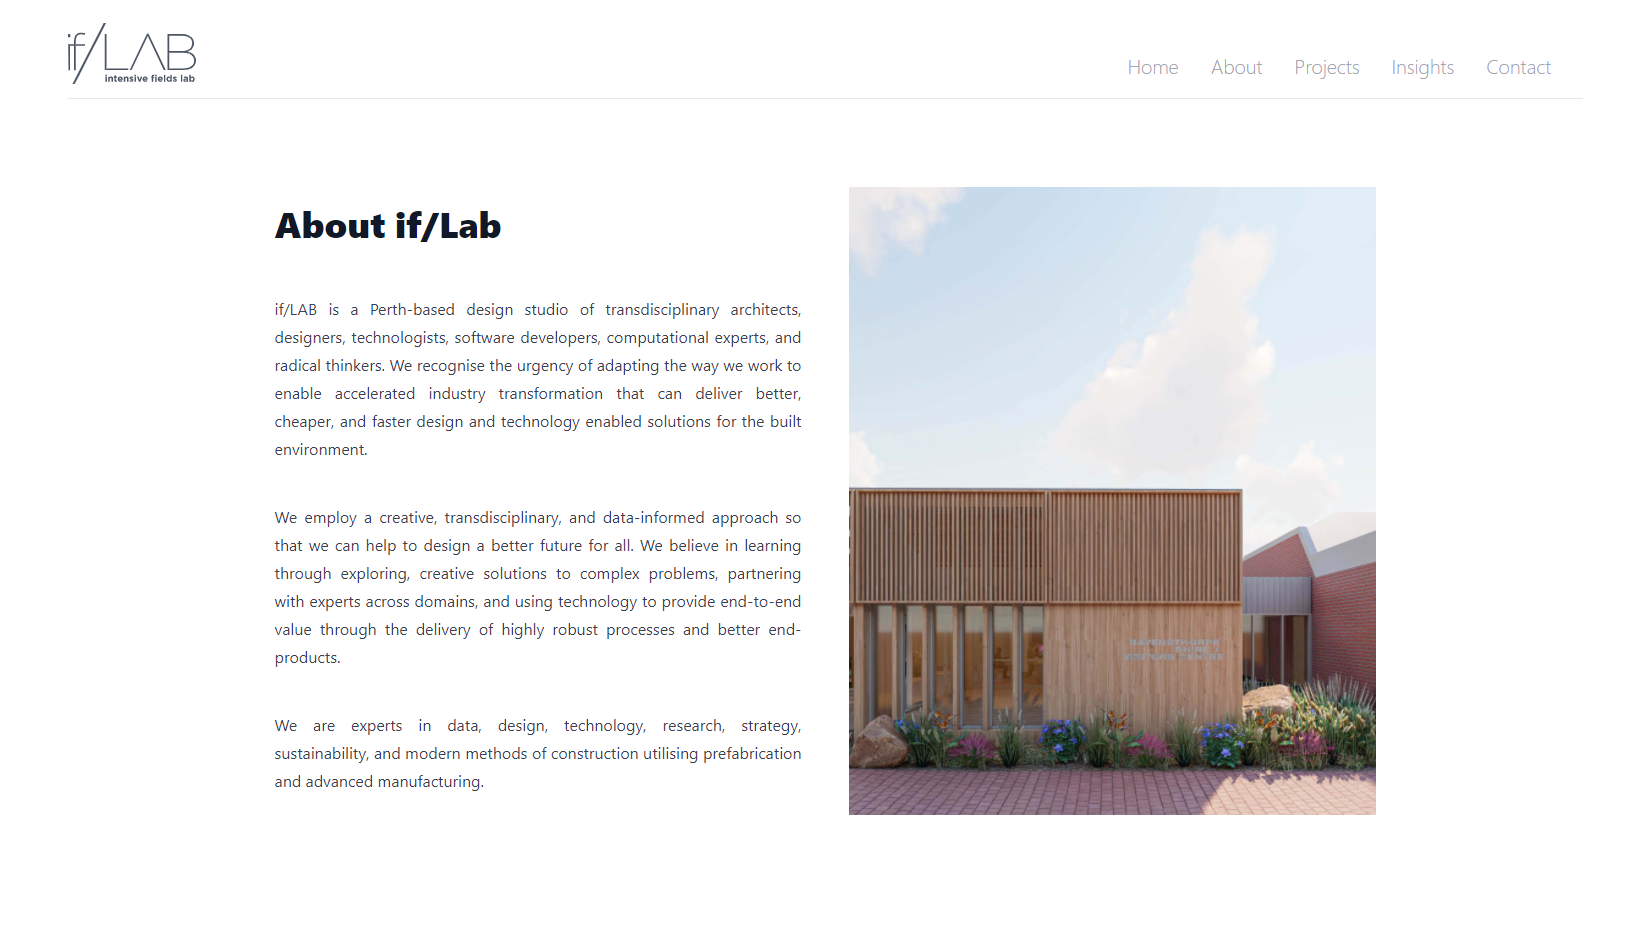 if/LAB
intensive fields lab
Home About Projects Insights Contact
About if/Lab
if/LAB is a Perth-based design studio of transdisciplinary architects,
designers, technologists, software developers, computational experts, and
radical thinkers. We recognise the urgency of adapting the way we work to
enable accelerated industry transformation that can deliver better,
cheaper, and faster design and technology enabled solutions for the built
environment.
We employ a creative, transdisciplinary, and data-informed approach so
that we can help to design a better future for all. We believe in learning
through exploring, creative solutions to complex problems, partnering
with experts across domains, and using technology to provide end-to-end
value through the delivery of highly robust processes and better end-
products.
We are experts in data, design, technology, research, strategy,
sustainability, and modern methods of construction utilising prefabrication
and advanced manufacturing.
RAVENSTHORPE
SHIRE /
VISITORS CENTRE